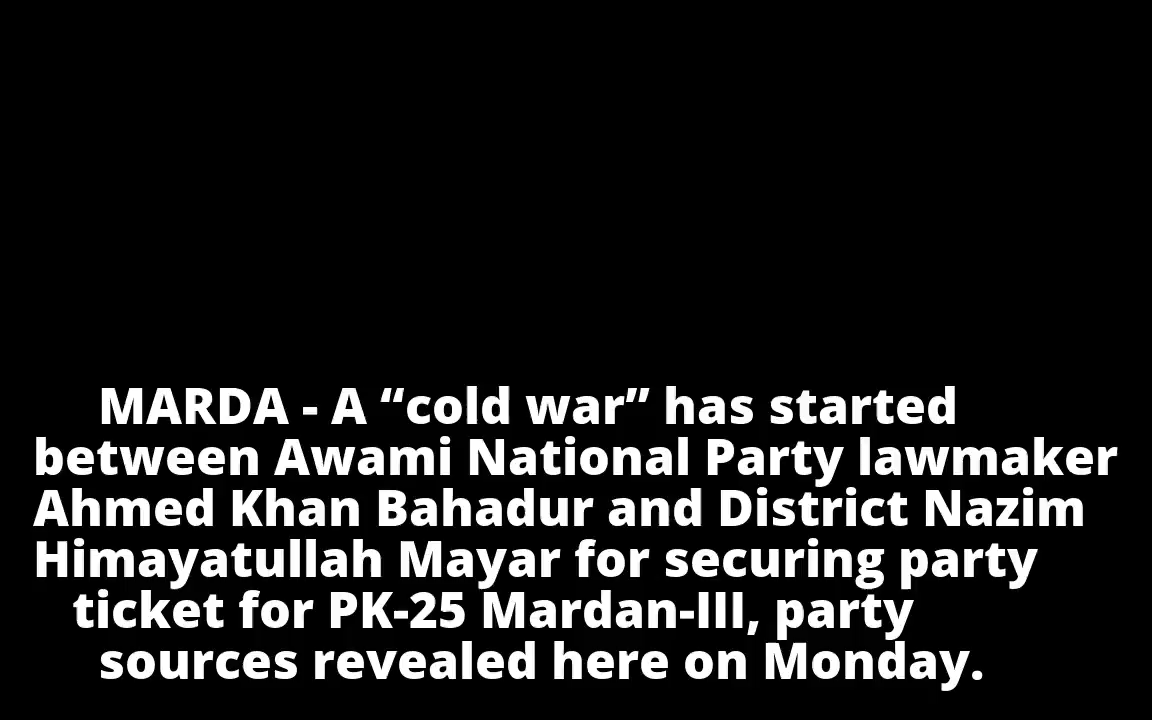 MARDA - A “cold war” has started
between Awami National Party lawmaker
Ahmed Khan Bahadur and District Nazim
Himayatullah Mayar for securing party
ticket for PK-25 Mardan-III, party
sources revealed here on Monday.